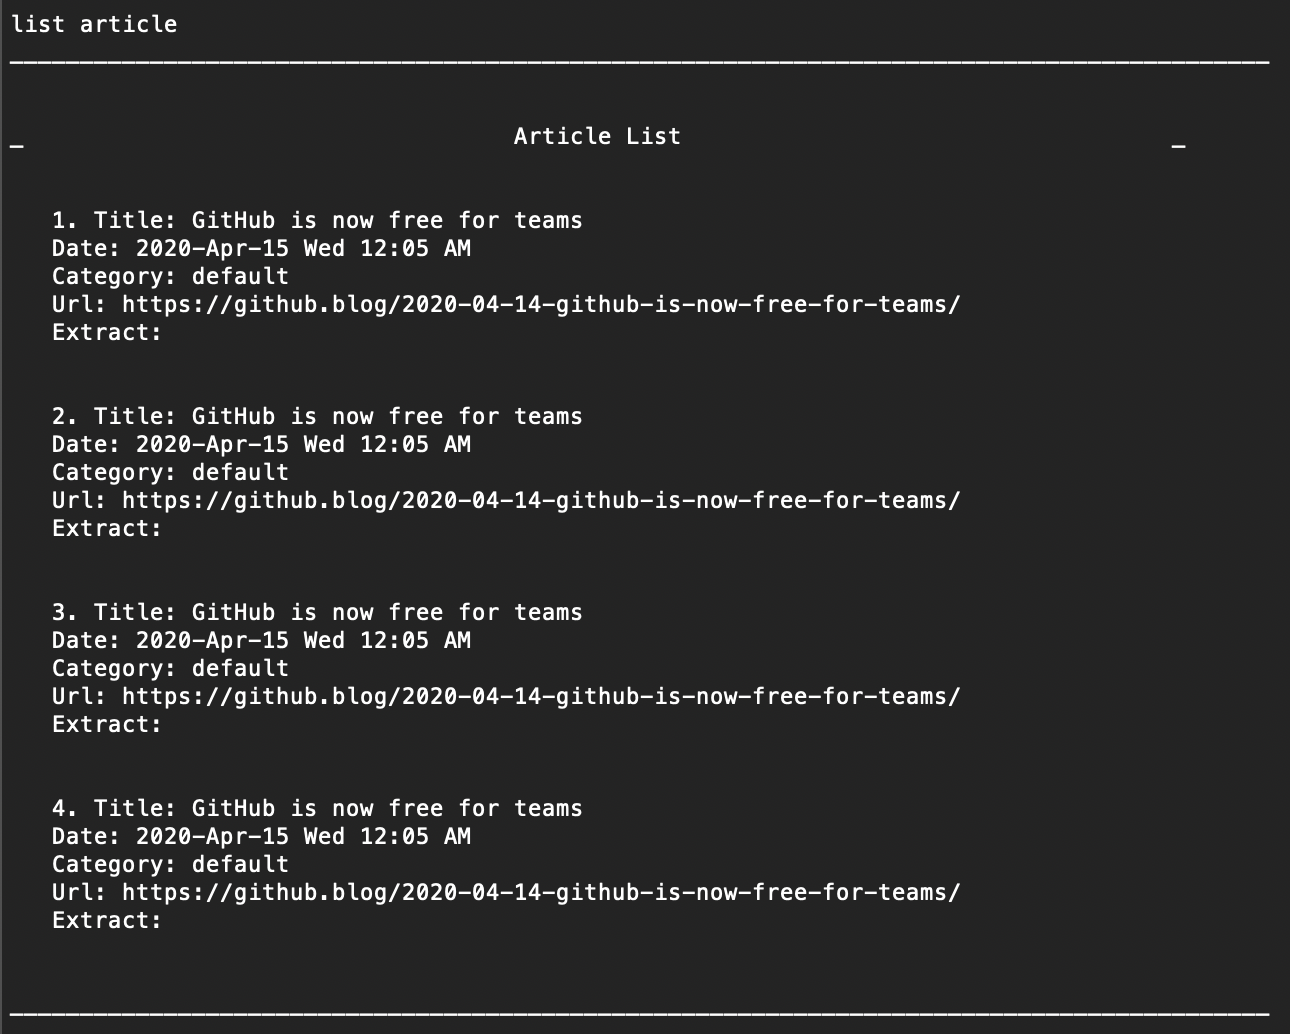 list article
__________________________________________________________________________________________
_                                   Article List                                   _
1. Title: GitHub is now free for teams
Date: 2020-Apr-15 Wed 12:05 AM
Category: default
Url: https://github.blog/2020-04-14-github-is-now-free-for-teams/
Extract:
2. Title: GitHub is now free for teams
Date: 2020-Apr-15 Wed 12:05 AM
Category: default
Url: https://github.blog/2020-04-14-github-is-now-free-for-teams/
Extract:
3. Title: GitHub is now free for teams
Date: 2020-Apr-15 Wed 12:05 AM
Category: default
Url: https://github.blog/2020-04-14-github-is-now-free-for-teams/
Extract:
4. Title: GitHub is now free for teams
Date: 2020-Apr-15 Wed 12:05 AM
Category: default
Url: https://github.blog/2020-04-14-github-is-now-free-for-teams/
Extract:
__________________________________________________________________________________________